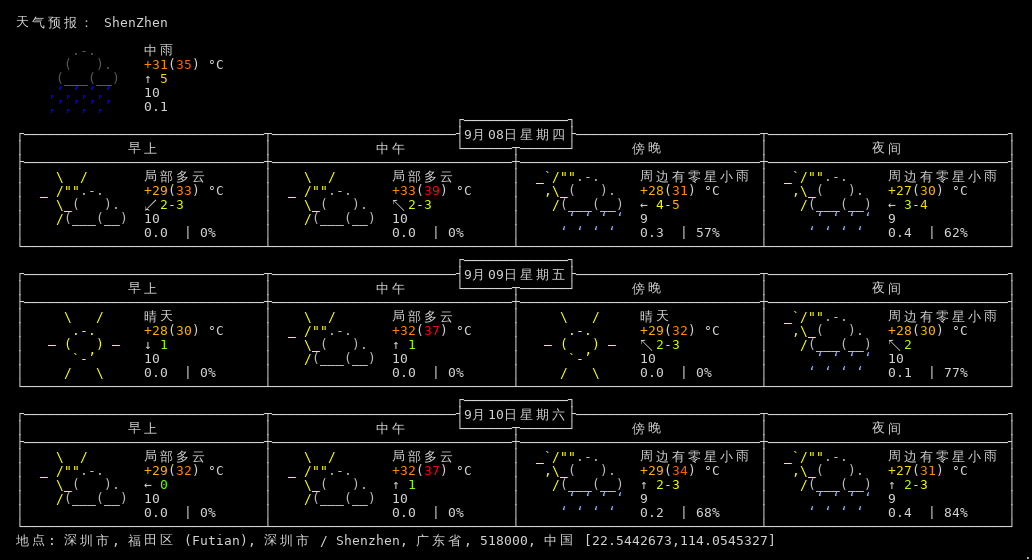 天气预报： ShenZhen
中雨
+31(35) °C
↑ 5
10
0.1
9月08日星期四
早上 中午 傍晚 夜间
局部多云 局部多云 周边有零星小雨 周边有零星小雨
+29(33) °C +33(39) °C +28(31) °C +27(30) °C
↙ 2-3 ↖ 2-3 ← 4-5 ← 3-4
10 10 9 9
0.0 | 0% 0.0 | 0% 0.3 | 57% 0.4 | 62%
9月09日星期五
早上 中午 傍晚 夜间
晴天 局部多云 晴天 周边有零星小雨
+28(30) °C +32(37) °C +29(32) °C +28(30) °C
↓ 1 ↑ 1 ↖ 2-3 ↖ 2
10 10 10 10
0.0 | 0% 0.0 | 0% 0.0 | 0% 0.1 | 77%
9月10日星期六
早上 中午 傍晚 夜间
局部多云 局部多云 周边有零星小雨 周边有零星小雨
+29(32) °C +32(37) °C +29(34) °C +27(31) °C
← 0 ↑ 1 ↑ 2-3 ↑ 2-3
10 10 9 9
0.0 | 0% 0.0 | 0% 0.2 | 68% 0.4 | 84%
地点: 深圳市, 福田区 (Futian), 深圳市 / Shenzhen, 广东省, 518000, 中国 [22.5442673,114.0545327]